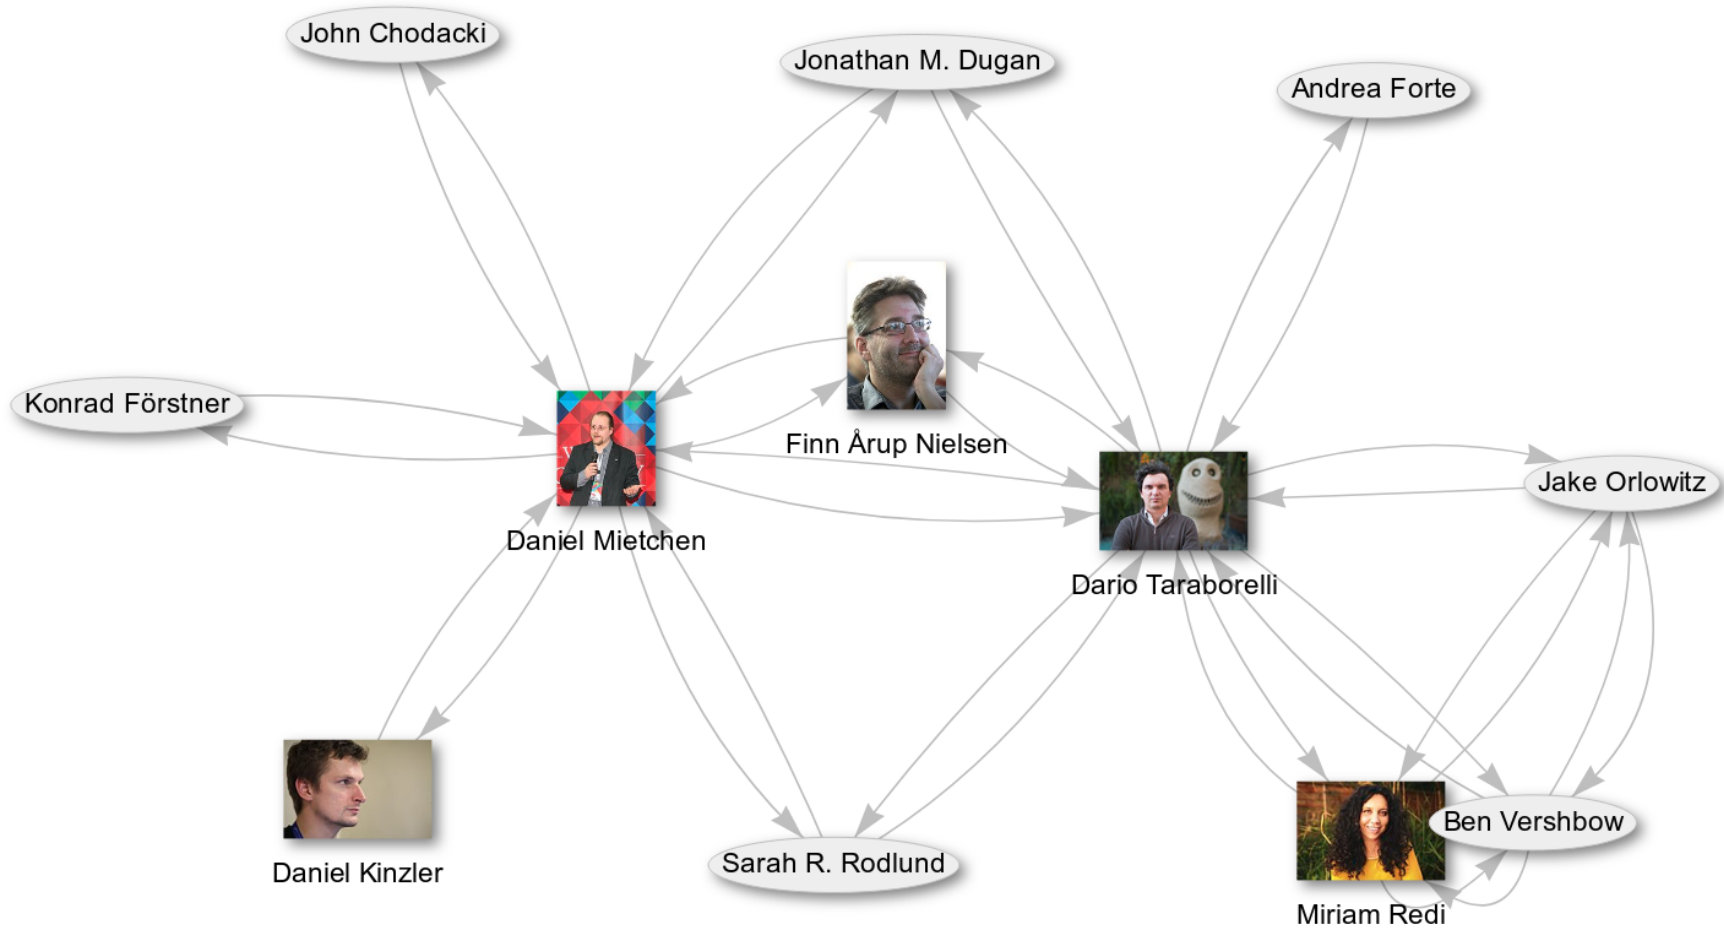 John Chodacki
Jonathan M. Dugan
Andrea Forte
Konrad Förstner
Finn Årup Nielsen
Jake Orlowitz
Daniel Mietchen
Dario Taraborelli
Ben Vershbow
Sarah R. Rodlund
Daniel Kinzler
Miriam Redi